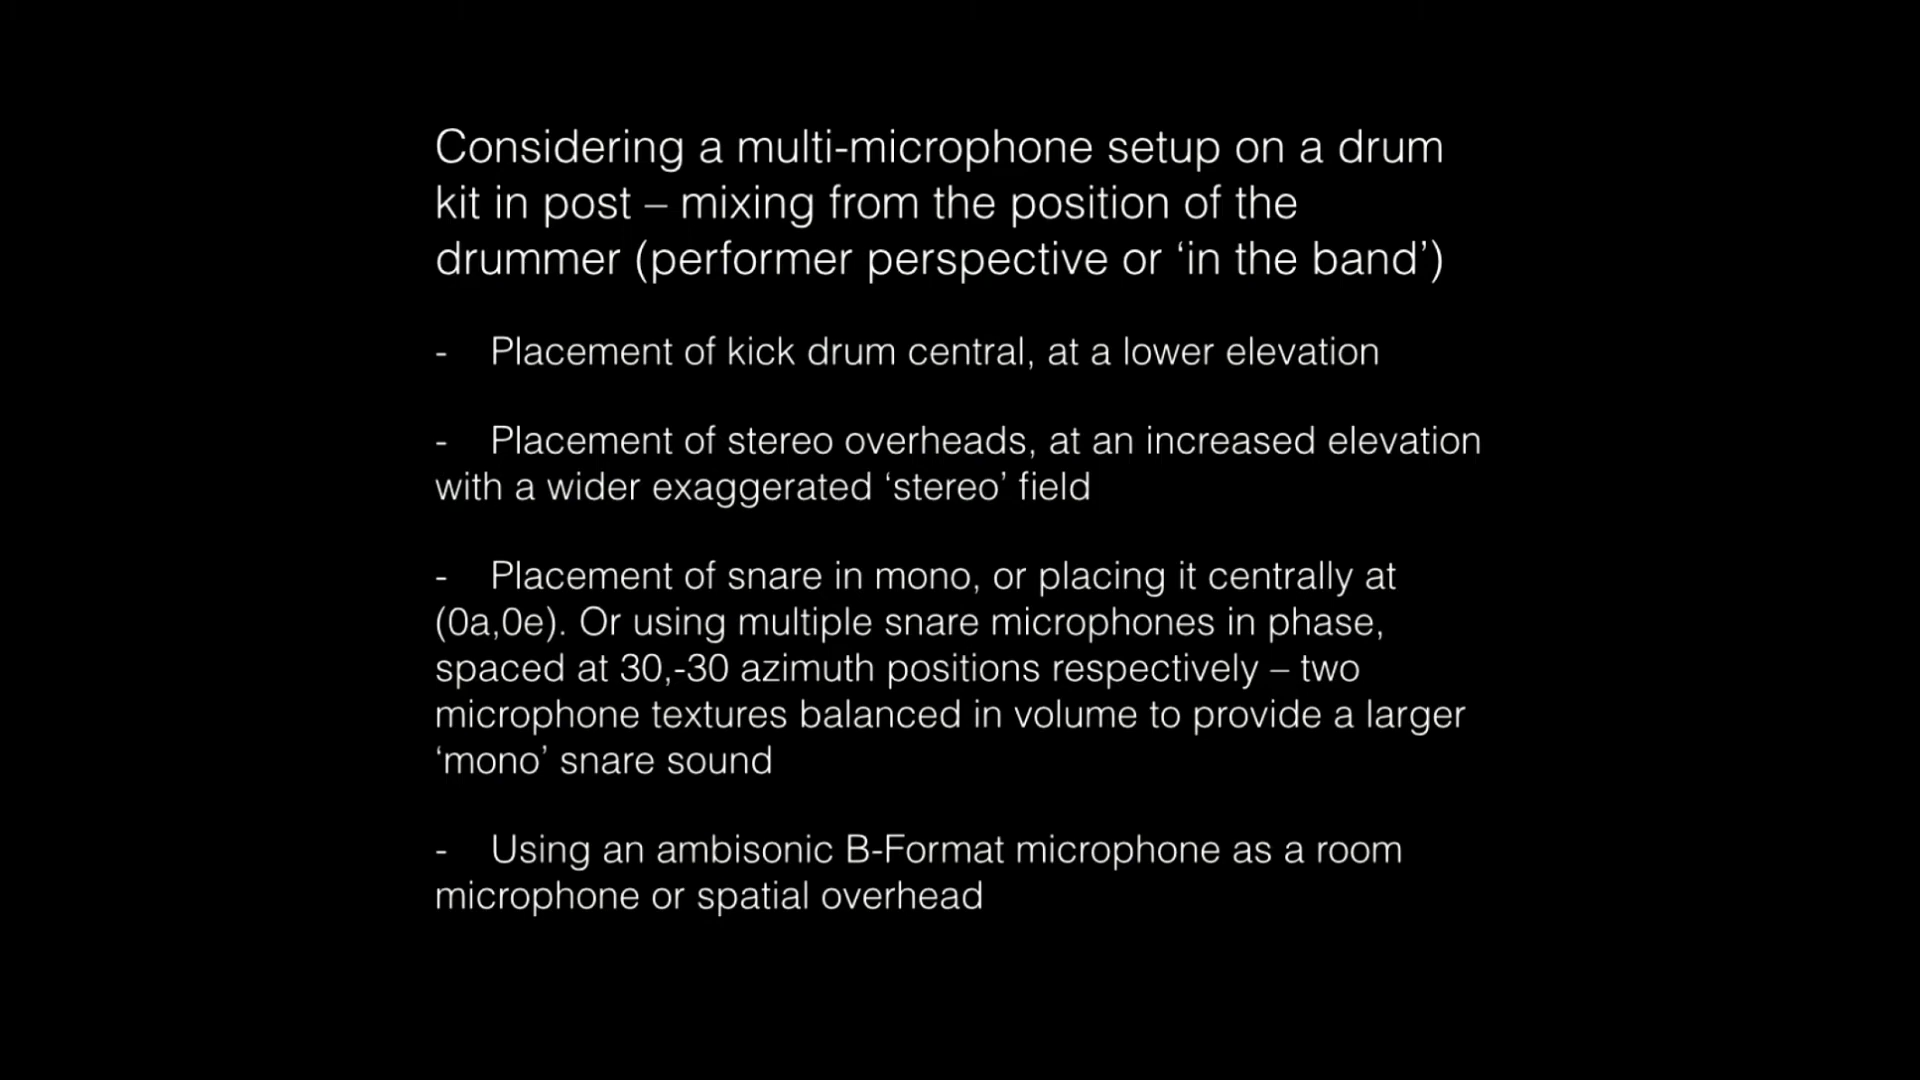 Considering a multi-microphone setup on a drum
kit in post – mixing from the position of the
drummer (performer perspective or ‘in the band’)
- Placement of kick drum central, at a lower elevation
- Placement of stereo overheads, at an increased elevation
with a wider exaggerated ‘stereo’ field
- Placement of snare in mono, or placing it centrally at
(0a,0e). Or using multiple snare microphones in phase,
spaced at 30,-30 azimuth positions respectively – two
microphone textures balanced in volume to provide a larger
‘mono’ snare sound
- Using an ambisonic B-Format microphone as a room
microphone or spatial overhead